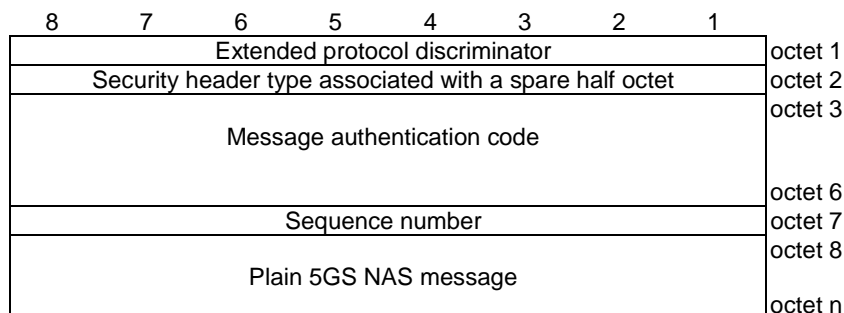 8 7 6 5 4 3 2 1
Extended protocol discriminator octet 1
Security header type associated with a spare half octet octet 2
octet 3
Message authentication code
octet 6
Sequence number octet 7
octet 8
Plain 5GS NAS message
octet n